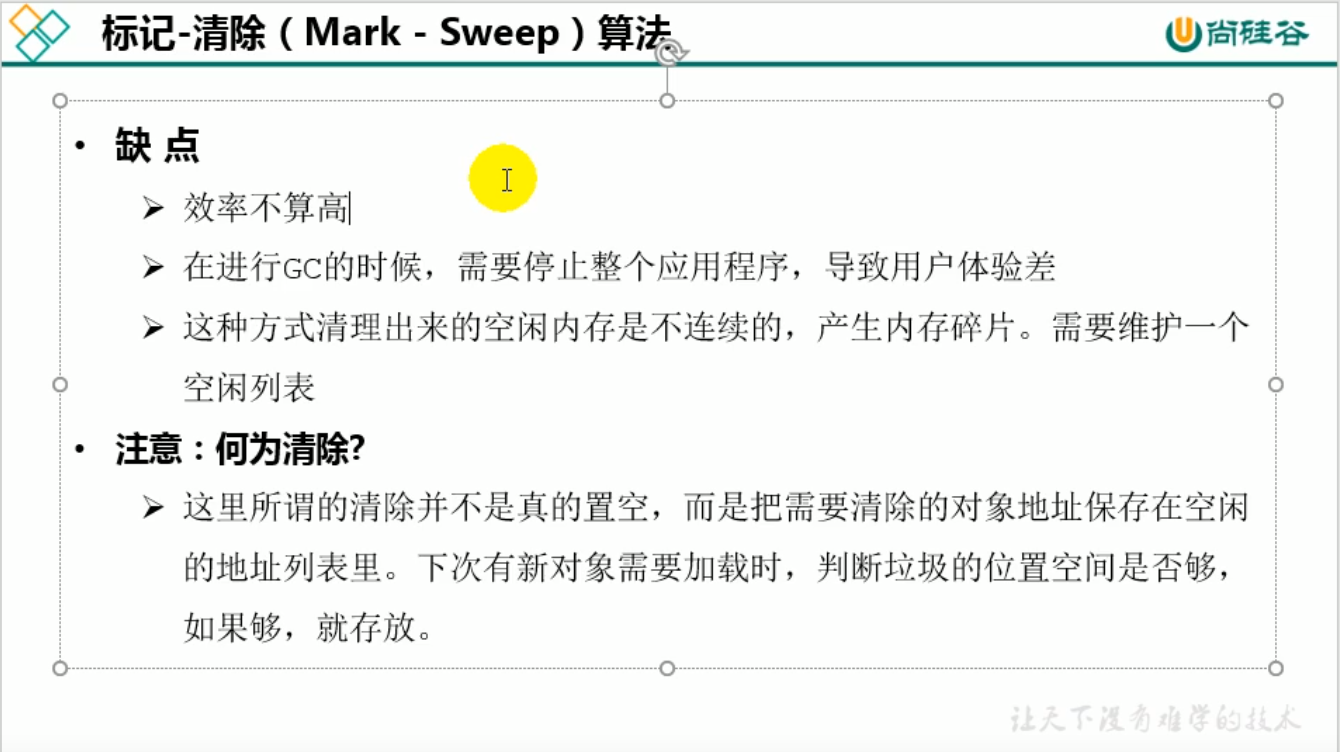 标记-清除（Mark - Sweep）算法
尚硅谷
• 缺 点
➢ 效率不算高
➢ 在进行GC的时候，需要停止整个应用程序，导致用户体验差
➢ 这种方式清理出来的空闲内存是不连续的，产生内存碎片。需要维护一个
空闲列表
• 注意：何为清除?
➢ 这里所谓的清除并不是真的置空，而是把需要清除的对象地址保存在空闲
的地址列表里。下次有新对象需要加载时，判断垃圾的位置空间是否够，
如果够，就存放。
让天下没有难学的技术